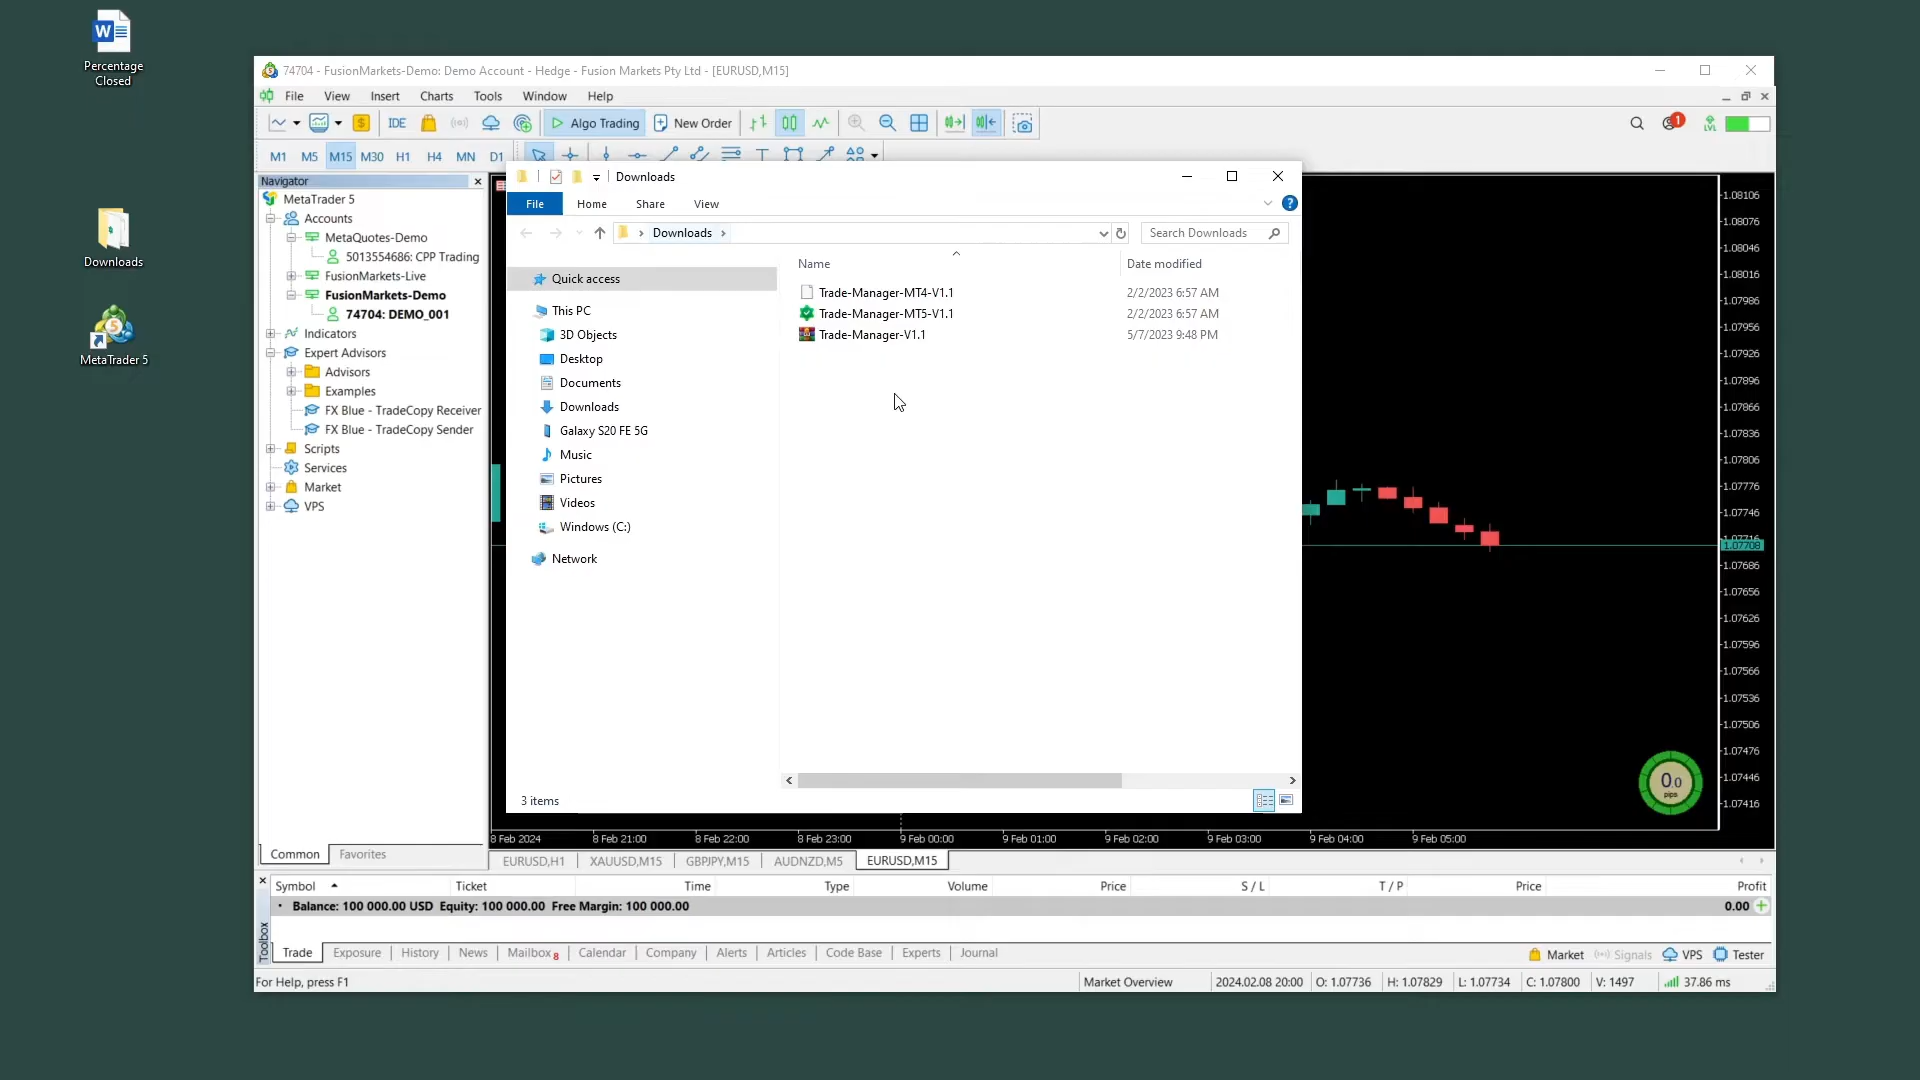 Percentage
Closed
Downloads
MetaTrader 5
74704 - FusionMarkets-Demo: Demo Account - Hedge - Fusion Markets Pty Ltd - [EURUSD,M15]
File View Insert Charts Tools Window Help
IDE Algo Trading New Order 1 LVL
M1 M5 M15 M30 H1 H4 MN D1
Navigator
MetaTrader 5
Accounts
MetaQuotes-Demo
5013554686: CPP Trading
FusionMarkets-Live
FusionMarkets-Demo
74704: DEMO_001
Indicators
Expert Advisors
Advisors
Examples
FX Blue - TradeCopy Receiver
FX Blue - TradeCopy Sender
Scripts
Services
Market
VPS
Common Favorites
Downloads
File Home Share View
Downloads
Search Downloads
Quick access
This PC
3D Objects
Desktop
Documents
Downloads
Galaxy S20 FE 5G
Music
Pictures
Videos
Windows (C:)
Network
Name Date modified
Trade-Manager-MT4-V1.1 2/2/2023 6:57 AM
Trade-Manager-MT5-V1.1 2/2/2023 6:57 AM
Trade-Manager-V1.1 5/7/2023 9:48 PM
3 items
1.08106
1.08076
1.08046
1.08016
1.07986
1.07956
1.07926
1.07896
1.07866
1.07836
1.07806
1.07776
1.07746
1.07716
1.07708
1.07686
1.07656
1.07626
1.07596
1.07566
1.07536
1.07506
1.07476
1.07446
1.07416
0.0
pips
8 Feb 2024 8 Feb 21:00 8 Feb 22:00 8 Feb 23:00 9 Feb 00:00 9 Feb 01:00 9 Feb 02:00 9 Feb 03:00 9 Feb 04:00 9 Feb 05:00
EURUSD,H1 XAUUSD,M15 GBPJPY,M15 AUDNZD,M5 EURUSD,M15
Symbol Ticket Time Type Volume Price S / L T / P Price Profit
Balance: 100 000.00 USD Equity: 100 000.00 Free Margin: 100 000.00 0.00
Toolbox
Trade Exposure History News Mailbox 8 Calendar Company Alerts Articles Code Base Experts Journal Market Signals VPS Tester
For Help, press F1 Market Overview 2024.02.08 20:00 O: 1.07736 H: 1.07829 L: 1.07734 C: 1.07800 V: 1497 37.86 ms